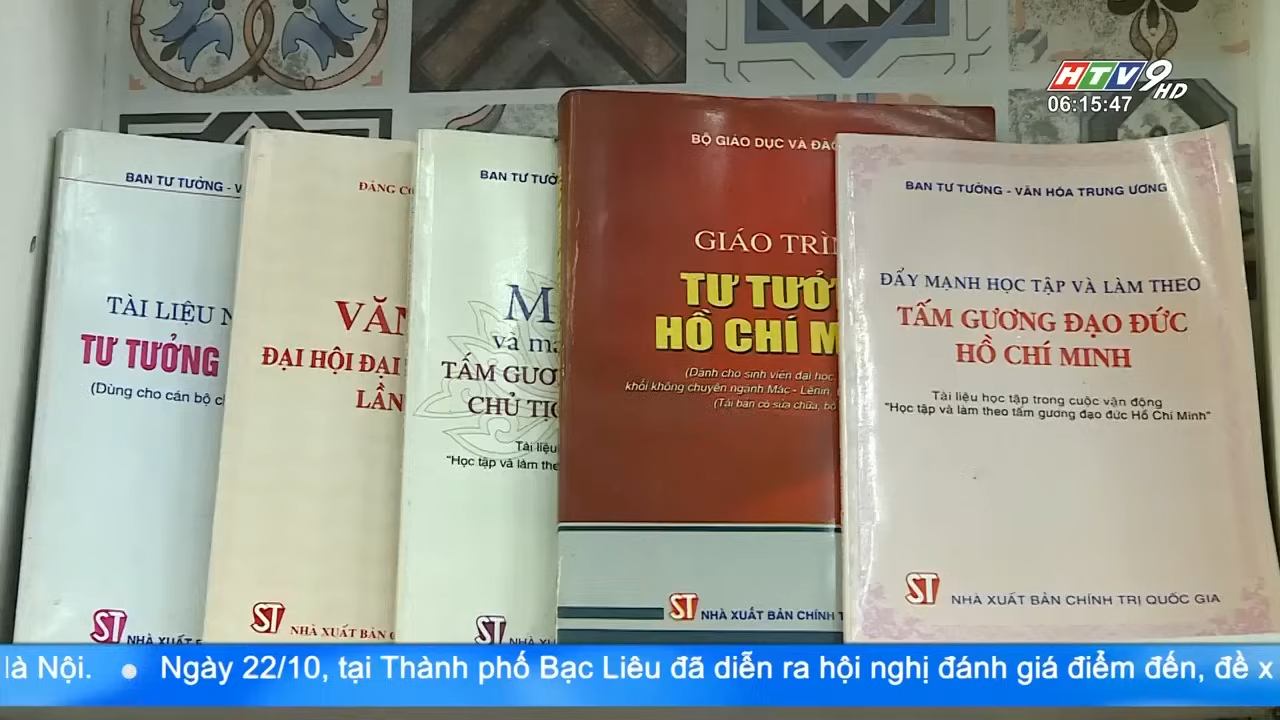 HTV9 HD
06:15:47
BAN TƯ TƯỞNG - V
TÀI LIỆU
TƯ TƯỞNG
(Dùng cho cán bộ
NHÀ XUẤT
ĐẢNG
VĂN
ĐẠI HỘI ĐẠI
LẦN
ST
NHÀ XUẤT BẢN
BAN TƯ
M
và
TẤM GƯƠ
CHỦ TỊC
Tài liệu
"Học tập và làm the
ST
BỘ GIÁO DỤC VÀ ĐÀO
GIÁO TRÌN
TƯ TƯỞ
HỒ CHÍ M
(Dành cho sinh viên đại học,
khối không chuyên ngành Mác - Lênin,
(Tái bản có sửa chữa, bổ
ST
NHÀ XUẤT BẢN CHÍNH
BAN TƯ TƯỞNG - VĂN HÓA TRUNG ƯƠNG
ĐẨY MẠNH HỌC TẬP VÀ LÀM THEO
TẤM GƯƠNG ĐẠO ĐỨC
HỒ CHÍ MINH
Tài liệu học tập trong cuộc vận động
"Học tập và làm theo tấm gương đạo đức Hồ Chí Minh"
ST
NHÀ XUẤT BẢN CHÍNH TRỊ QUỐC GIA
là Nội. • Ngày 22/10, tại Thành phố Bạc Liêu đã diễn ra hội nghị đánh giá điểm đến, đề x